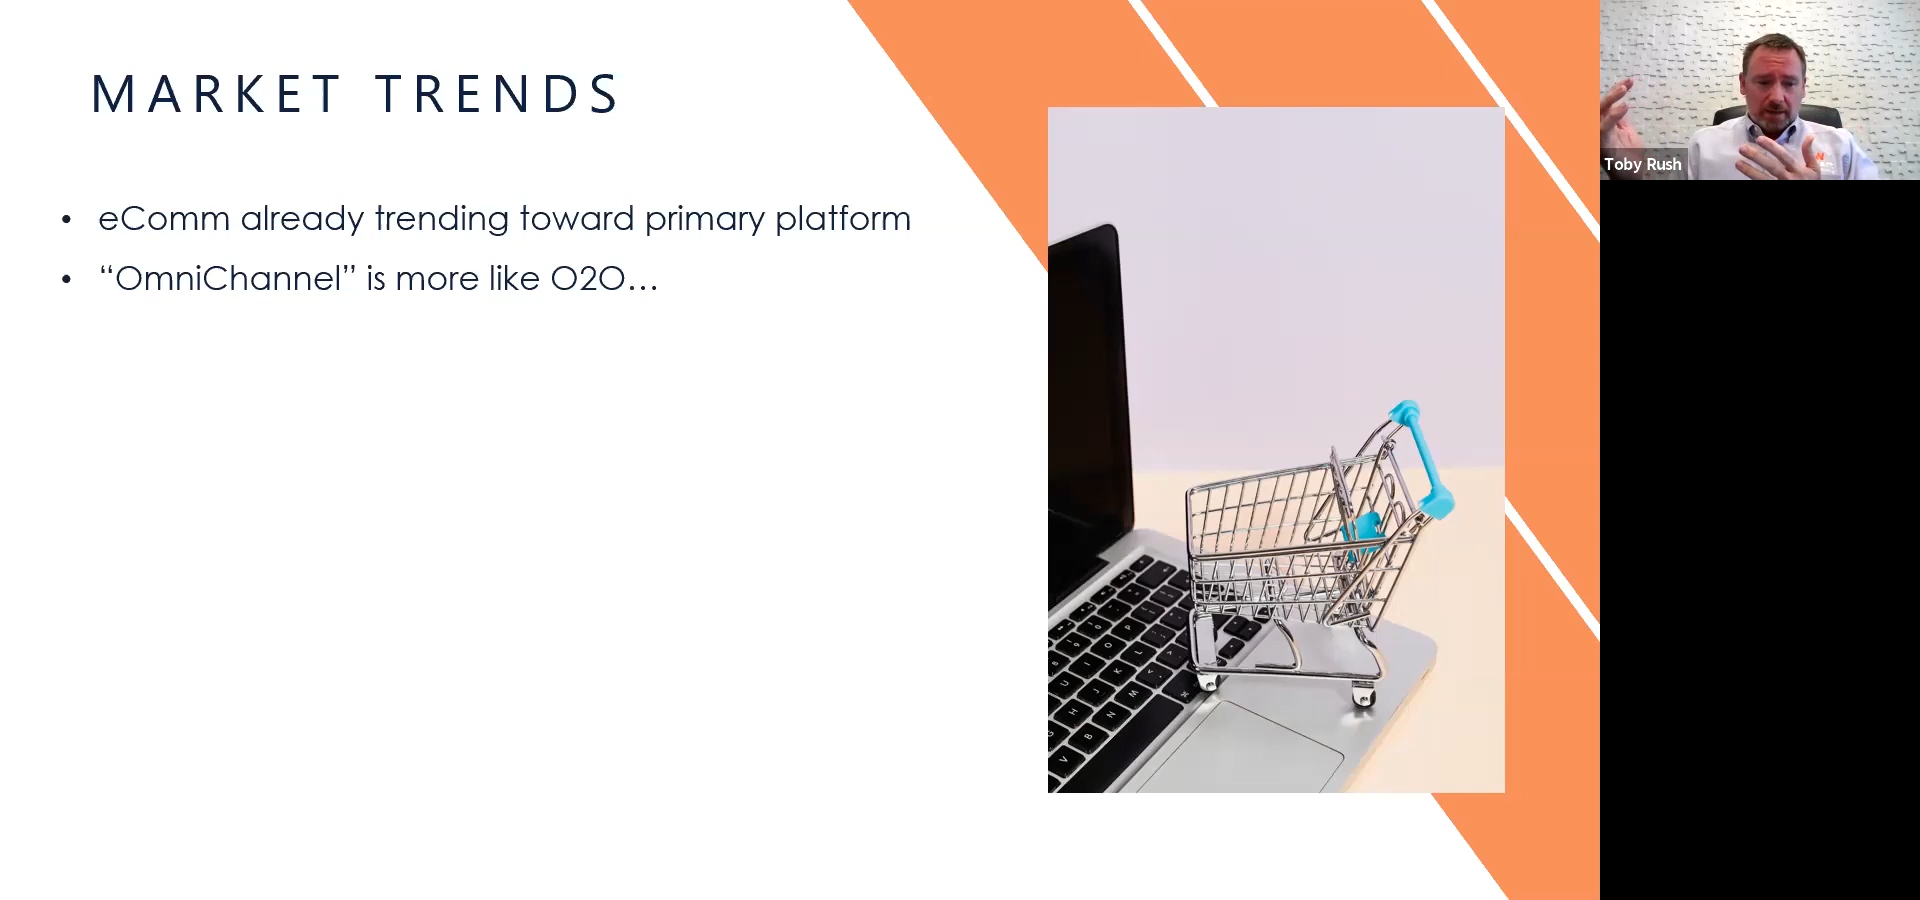 MARKET TRENDS
• eComm already trending toward primary platform
• “OmniChannel” is more like O2O…
Toby Rush